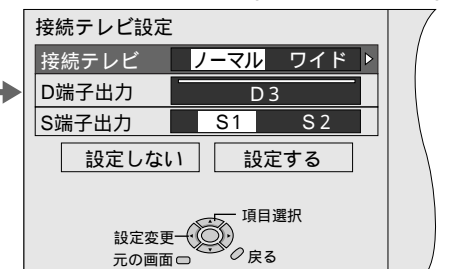 接続テレビ設定
接続テレビ ノーマル ワイド
D端子出力 D3
S端子出力 S1 S2
設定しない 設定する
項目選択
設定変更
元の画面 戻る